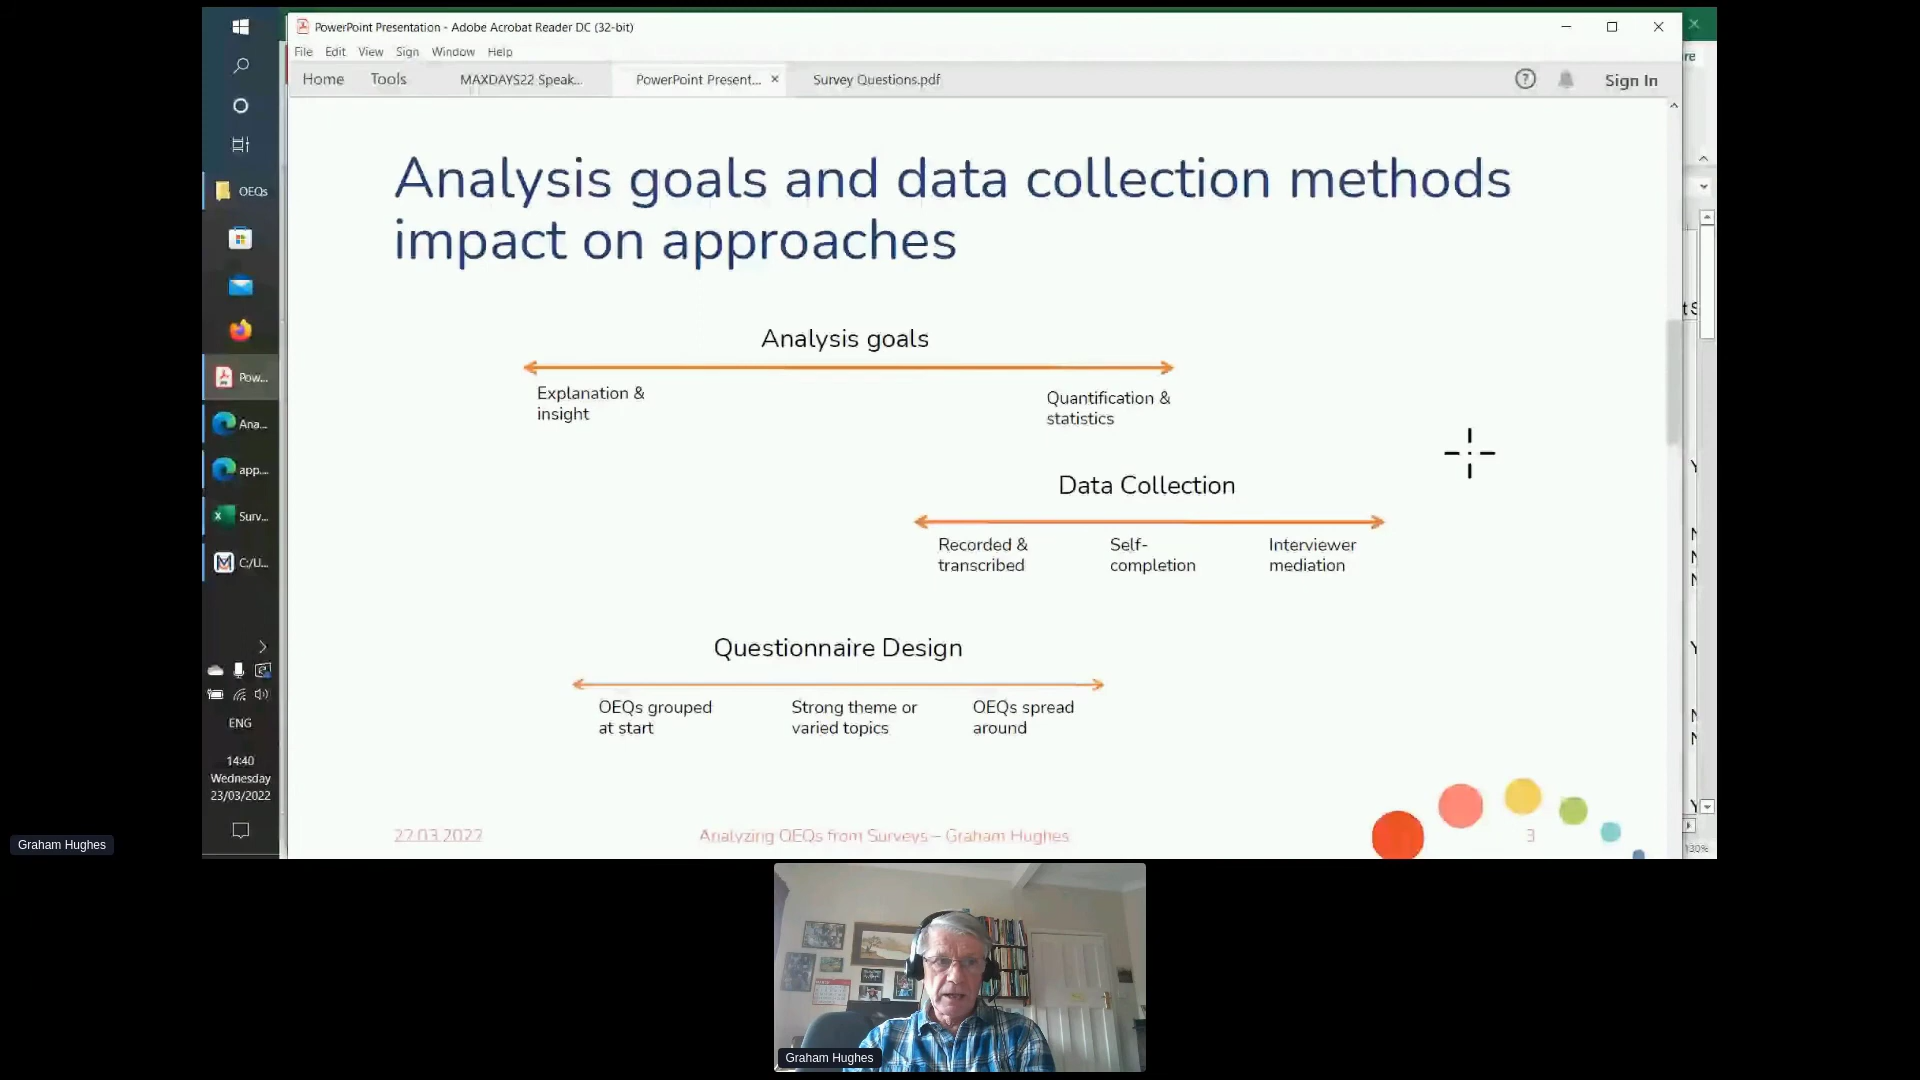 PowerPoint Presentation - Adobe Acrobat Reader DC (32-bit)
File Edit View Sign Window Help
Home Tools MAXDAYS22 Speak... PowerPoint Present... Survey Questions.pdf Sign In
OEQs
Pow...
Ana...
app...
Surv...
C:/U...
ENG
14:40
Wednesday
23/03/2022
Analysis goals and data collection methods
impact on approaches
Analysis goals
Explanation &
insight
Quantification &
statistics
Data Collection
Recorded &
transcribed
Self-
completion
Interviewer
mediation
Questionnaire Design
OEQs grouped
at start
Strong theme or
varied topics
OEQs spread
around
22.03.2022
Analyzing OEQs from Surveys – Graham Hughes
3
130%
Graham Hughes
Graham Hughes